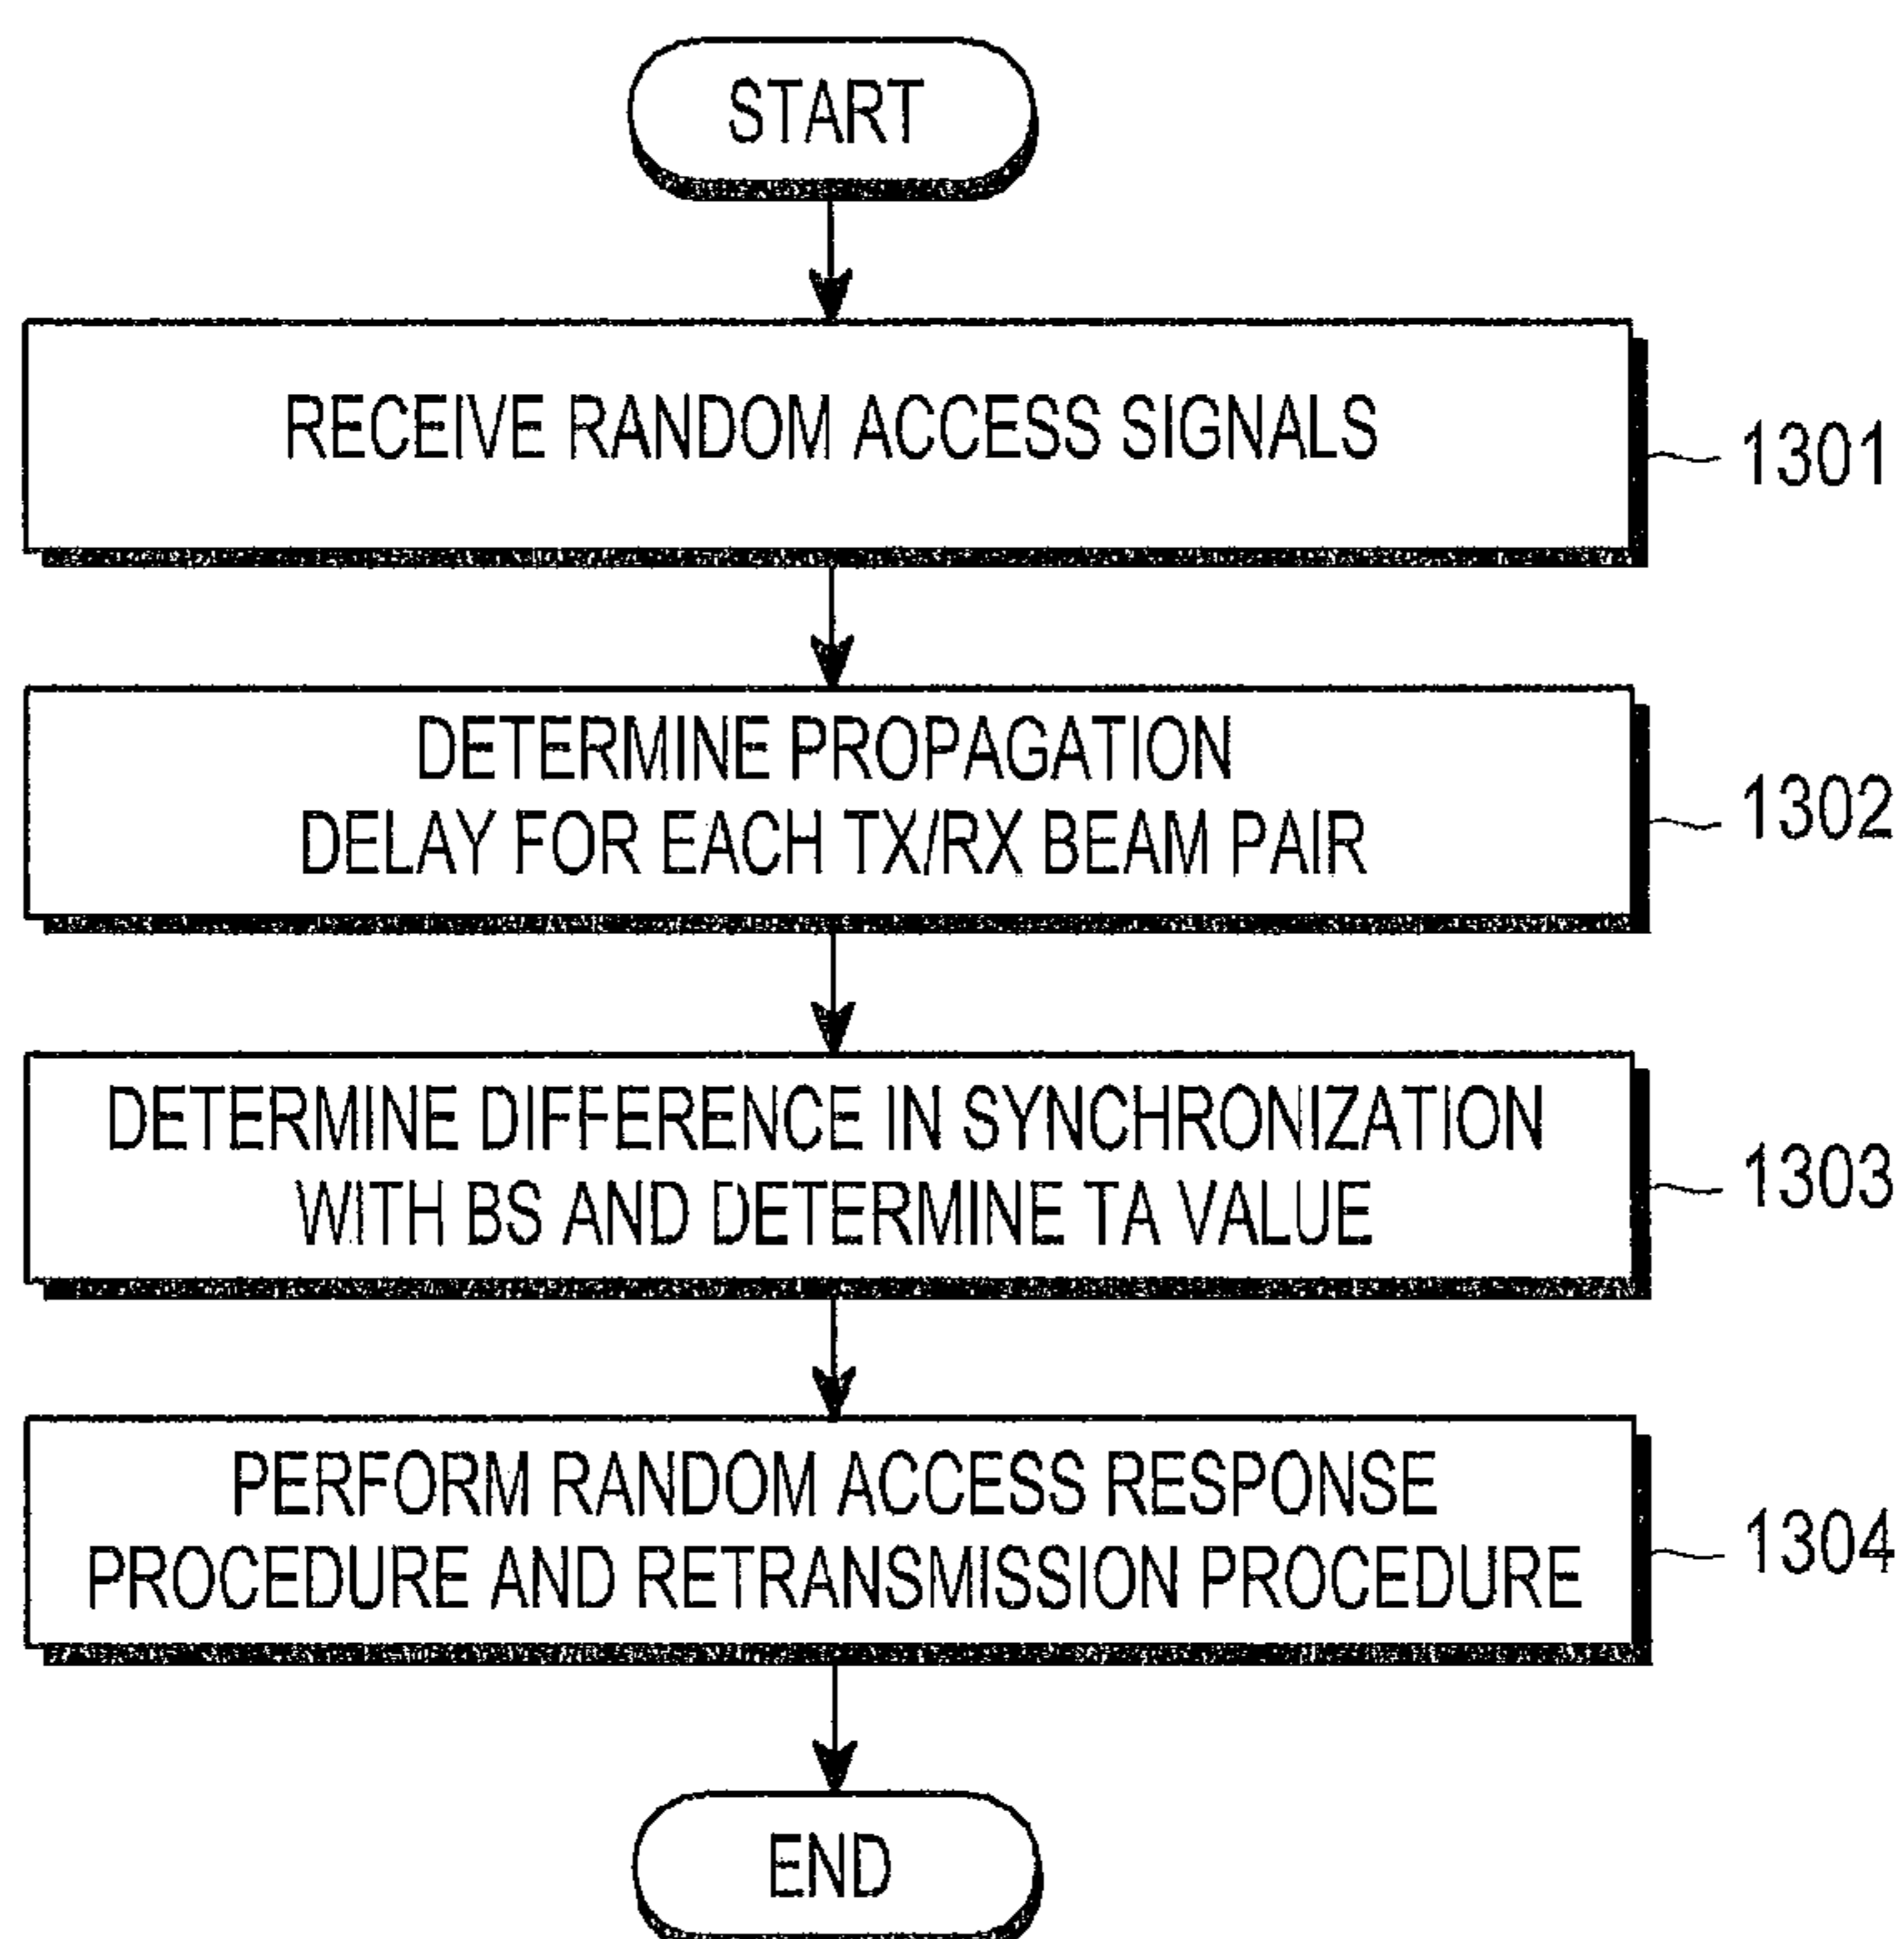 START
RECEIVE RANDOM ACCESS SIGNALS
1301
DETERMINE PROPAGATION
DELAY FOR EACH TX/RX BEAM PAIR
1302
DETERMINE DIFFERENCE IN SYNCHRONIZATION
WITH BS AND DETERMINE TA VALUE
1303
PERFORM RANDOM ACCESS RESPONSE
PROCEDURE AND RETRANSMISSION PROCEDURE
1304
END